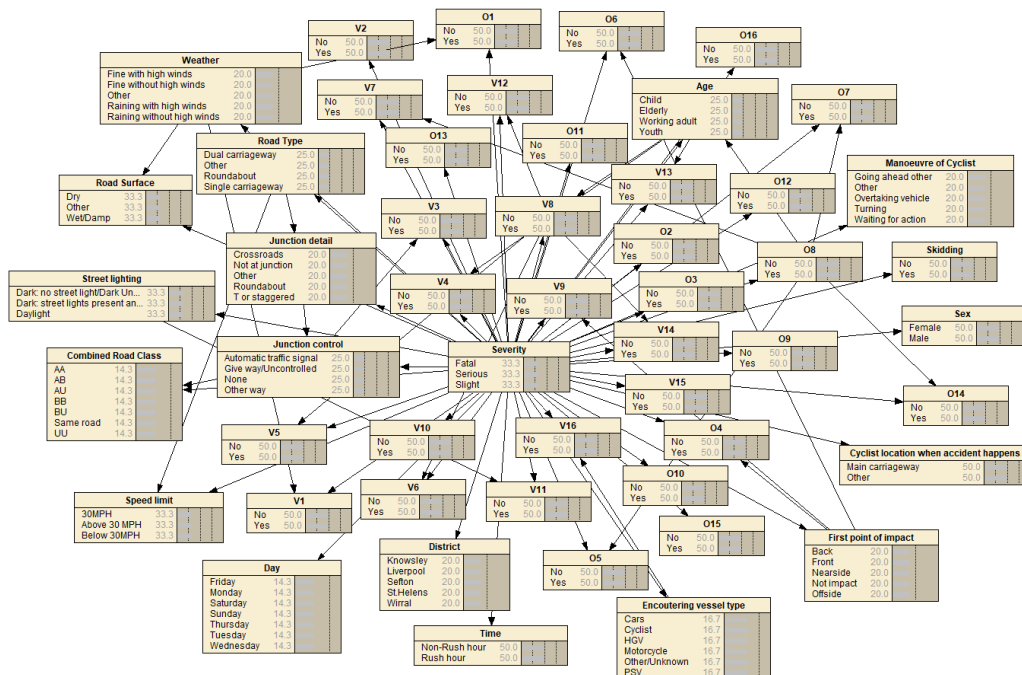 V2
No 50.0
Yes 50.0
O1
No 50.0
Yes 50.0
O6
No 50.0
Yes 50.0
O16
No 50.0
Yes 50.0
Weather
Fine with high winds 20.0
Fine without high winds 20.0
Other 20.0
Raining with high winds 20.0
Raining without high winds 20.0
V7
No 50.0
Yes 50.0
V12
No 50.0
Yes 50.0
Age
Child 25.0
Elderly 25.0
Working adult 25.0
Youth 25.0
O7
No 50.0
Yes 50.0
Road Type
Dual carriageway 25.0
Other 25.0
Roundabout 25.0
Single carriageway 25.0
O13
No 50.0
Yes 50.0
O11
No 50.0
Yes 50.0
Road Surface
Dry 33.3
Other 33.3
Wet/Damp 33.3
V3
No 50.0
Yes 50.0
V8
No 50.0
Yes 50.0
V13
No 50.0
Yes 50.0
O12
No 50.0
Yes 50.0
Manoeuvre of Cyclist
Going ahead other 20.0
Other 20.0
Overtaking vehicle 20.0
Turning 20.0
Waiting for action 20.0
Junction detail
Crossroads 20.0
Not at junction 20.0
Other 20.0
Roundabout 20.0
T or staggered 20.0
O2
No 50.0
Yes 50.0
O8
No 50.0
Yes 50.0
Skidding
No 50.0
Yes 50.0
Street lighting
Dark: no street light/Dark Un... 33.3
Dark: street lights present an... 33.3
Daylight 33.3
V4
No 50.0
Yes 50.0
V9
No 50.0
Yes 50.0
O3
No 50.0
Yes 50.0
Sex
Female 50.0
Male 50.0
Combined Road Class
AA 14.3
AB 14.3
AU 14.3
BB 14.3
BU 14.3
Same road 14.3
UU 14.3
Junction control
Automatic traffic signal 25.0
Give way/Uncontrolled 25.0
None 25.0
Other way 25.0
Severity
Fatal 33.3
Serious 33.3
Slight 33.3
V14
No 50.0
Yes 50.0
O9
No 50.0
Yes 50.0
V15
No 50.0
Yes 50.0
O14
No 50.0
Yes 50.0
V5
No 50.0
Yes 50.0
V10
No 50.0
Yes 50.0
V16
No 50.0
Yes 50.0
O4
No 50.0
Yes 50.0
Cyclist location when accident happens
Main carriageway 50.0
Other 50.0
Speed limit
30MPH 33.3
Above 30 MPH 33.3
Below 30MPH 33.3
V1
No 50.0
Yes 50.0
V6
No 50.0
Yes 50.0
V11
No 50.0
Yes 50.0
O10
No 50.0
Yes 50.0
O15
No 50.0
Yes 50.0
First point of impact
Back 20.0
Front 20.0
Nearside 20.0
Not impact 20.0
Offside 20.0
Day
Friday 14.3
Monday 14.3
Saturday 14.3
Sunday 14.3
Thursday 14.3
Tuesday 14.3
Wednesday 14.3
District
Knowsley 20.0
Liverpool 20.0
Sefton 20.0
St.Helens 20.0
Wirral 20.0
O5
No 50.0
Yes 50.0
Time
Non-Rush hour 50.0
Rush hour 50.0
Encoutering vessel type
Cars 16.7
Cyclist 16.7
HGV 16.7
Motorcycle 16.7
Other/Unknown 16.7
PSV 16.7